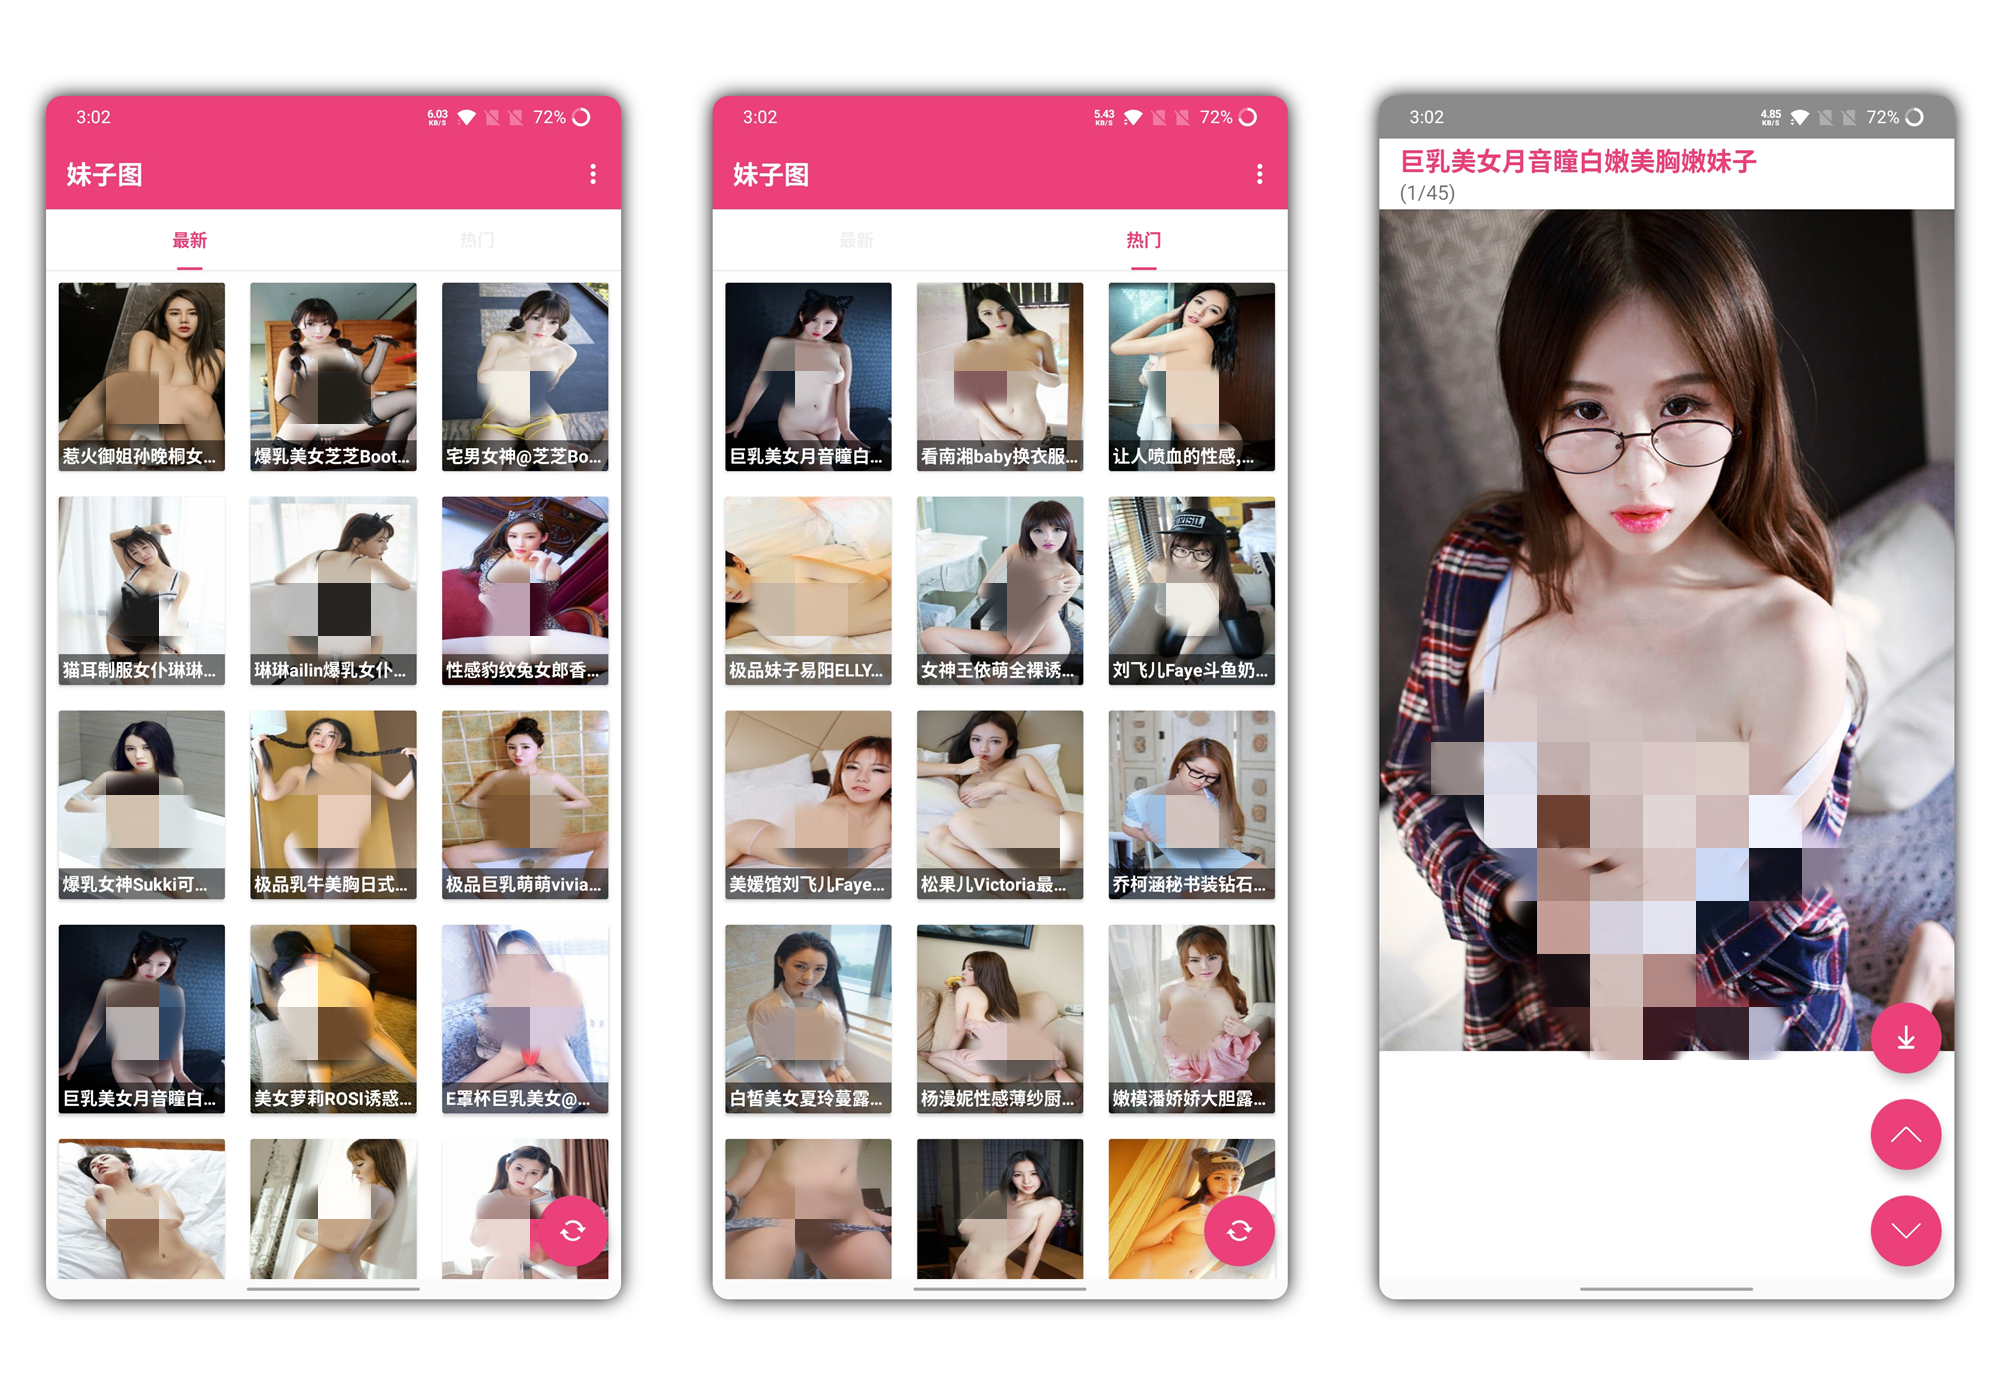 3:02
6.03
KB/S
72%
妹子图
最新
热门
惹火御姐孙晚桐女...
爆乳美女芝芝Boot...
宅男女神@芝芝Bo...
猫耳制服女仆琳琳...
琳琳ailin爆乳女仆...
性感豹纹兔女郎香...
爆乳女神Sukki可...
极品乳牛美胸日式...
极品巨乳萌萌vivia...
巨乳美女月音瞳白...
美女萝莉ROSI诱惑...
E罩杯巨乳美女@...
3:02
5.43
KB/S
72%
妹子图
最新
热门
巨乳美女月音瞳白...
看南湘baby换衣服...
让人喷血的性感,...
极品妹子易阳ELLY...
女神王依萌全裸诱...
刘飞儿Faye斗鱼奶...
美媛馆刘飞儿Faye...
松果儿Victoria最...
乔柯涵秘书装钻石...
白皙美女夏玲蔓露...
杨漫妮性感薄纱厨...
嫩模潘娇娇大胆露...
3:02
4.85
KB/S
72%
巨乳美女月音瞳白嫩美胸嫩妹子
(1/45)